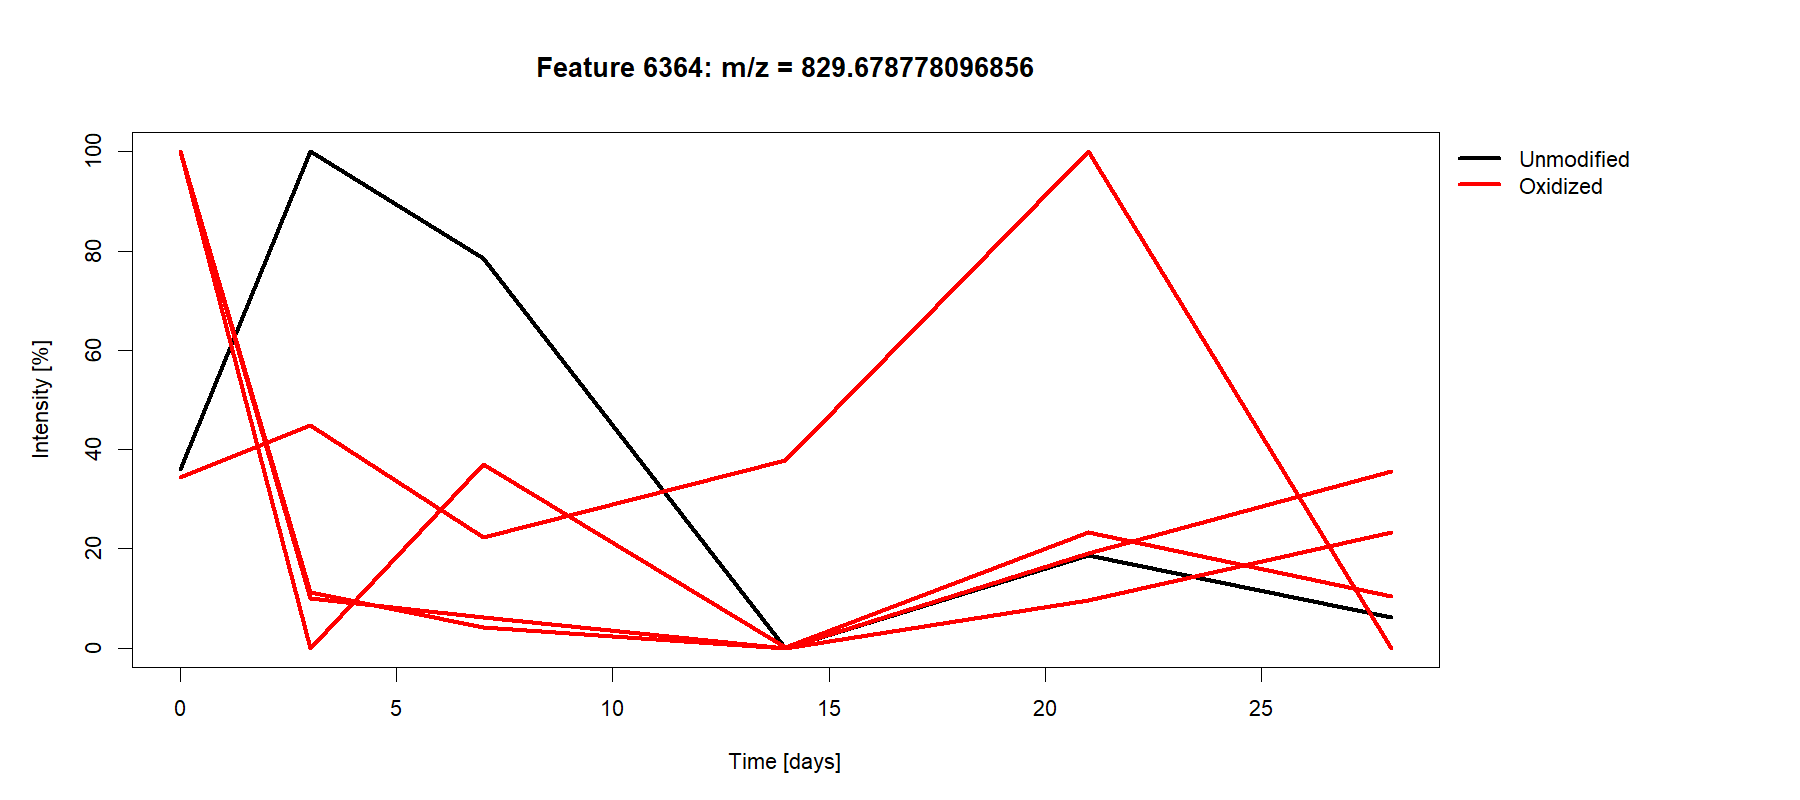 Feature 6364: m/z = 829.678778096856
Unmodified
Oxidized
Intensity [%]
100
80
60
40
20
0
0 5 10 15 20 25
Time [days]